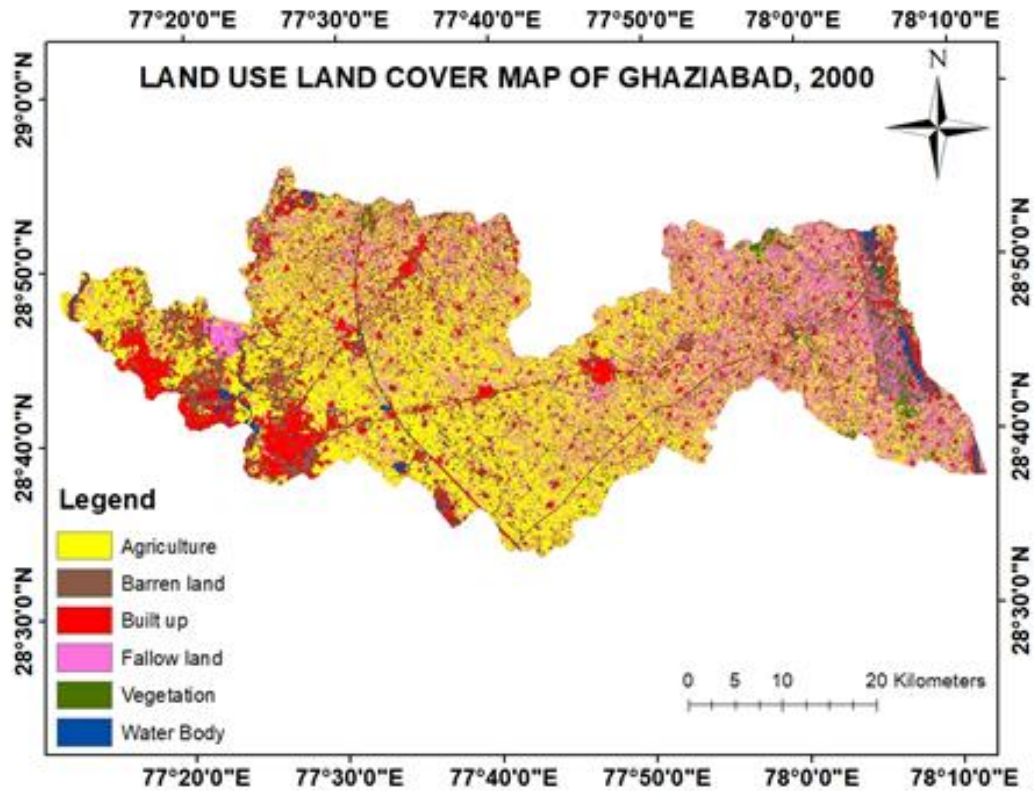 77°20'0"E 77°30'0"E 77°40'0"E 77°50'0"E 78°0'0"E 78°10'0"E
LAND USE LAND COVER MAP OF GHAZIABAD, 2000
N
29°0'0"N
28°50'0"N
28°40'0"N
28°30'0"N
28°50'0"N
28°40'0"N
28°30'0"N
Legend
Agriculture
Barren land
Built up
Fallow land
Vegetation
Water Body
0 5 10 20 Kilometers
77°20'0"E 77°30'0"E 77°40'0"E 77°50'0"E 78°0'0"E 78°10'0"E